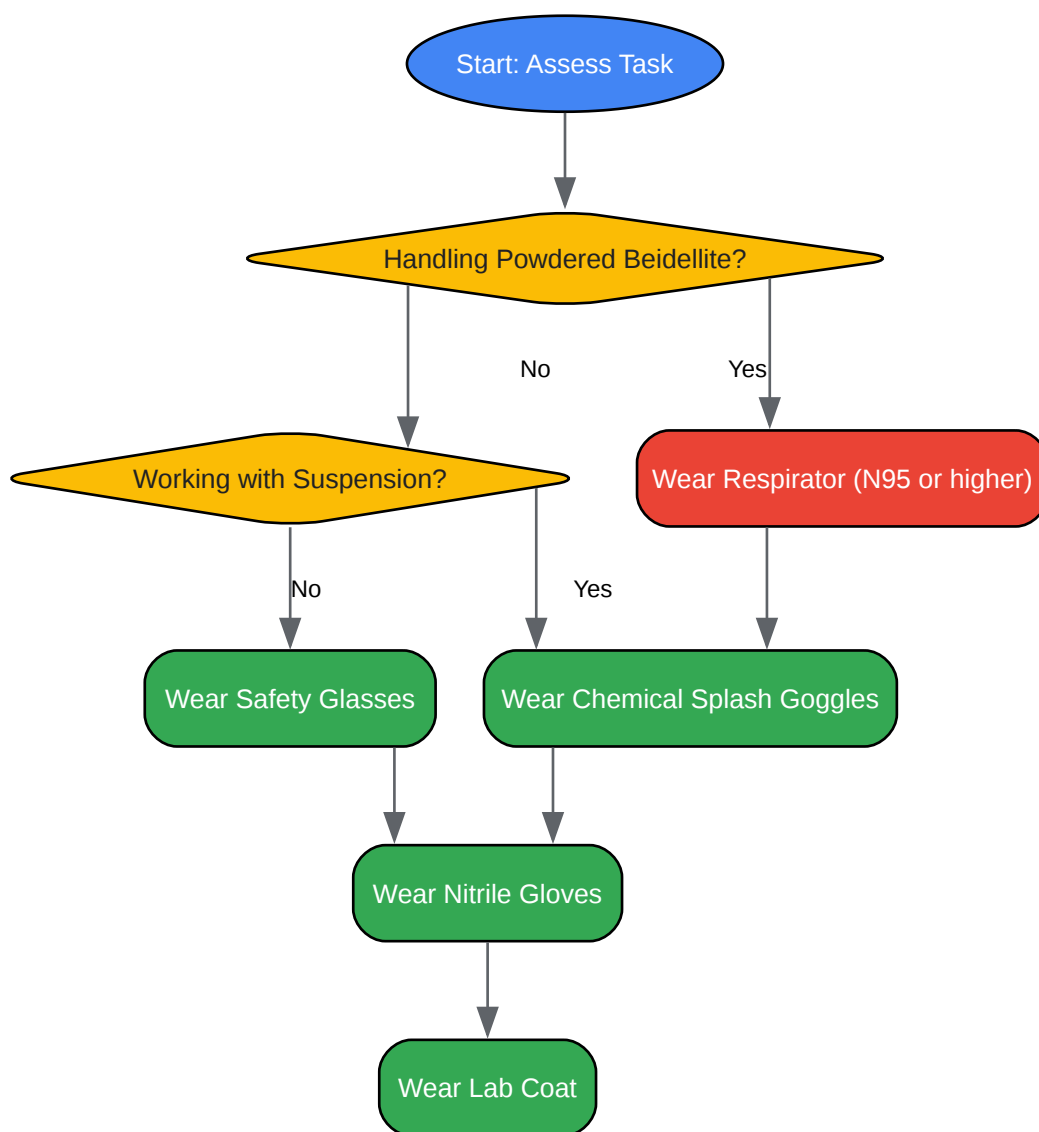 Start: Assess Task
Handling Powdered Beidellite?
No
Yes
Working with Suspension?
Wear Respirator (N95 or higher)
No
Yes
Wear Safety Glasses
Wear Chemical Splash Goggles
Wear Nitrile Gloves
Wear Lab Coat